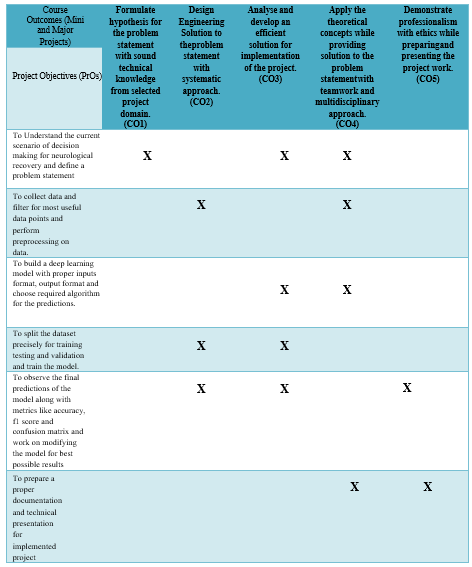 Course
Outcomes (Mini
and Major
Projects)
Project Objectives (PrOs)
Formulate
hypothesis for
the problem
statement
with sound
technical
knowledge
from selected
project
domain.
(CO1)
Design
Engineering
Solution to
theproblem
statement
with
systematic
approach.
(CO2)
Analyse and
develop an
efficient
solution for
implementation
of the project.
(CO3)
Apply the
theoretical
concepts while
providing
solution to the
problem
statementwith
teamwork and
multidisciplinary
approach.
(CO4)
Demonstrate
professionalism
with ethics while
preparingand
presenting the
project work.
(CO5)
To Understand the current
scenario of decision
making for neurological
recovery and define a
problem statement
X X X
To collect data and
filter for most useful
data points and
perform
preprocessing on
data.
X X
To build a deep learning
model with proper inputs
format, output format and
choose required algorithm
for the predictions.
X X
To split the dataset
precisely for training
testing and validation
and train the model.
X X
To observe the final
predictions of the
model along with
metrics like accuracy,
f1 score and
confusion matrix and
work on modifying
the model for best
possible results
X X X
To prepare a
proper
documentation
and technical
presentation
for
implemented
project
X X